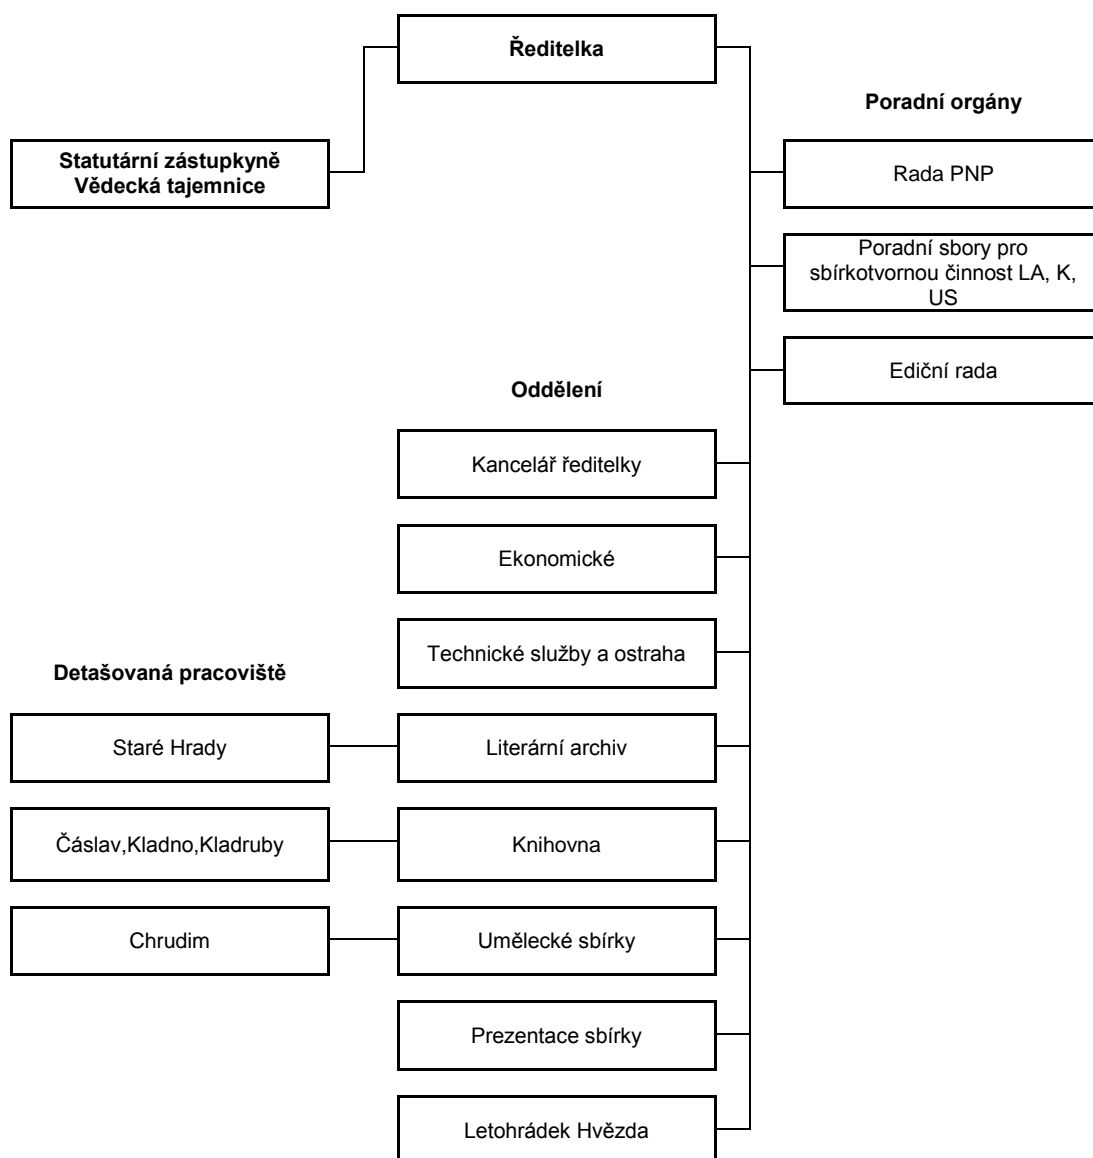 Ředitelka
Poradní orgány
Statutární zástupkyně
Vědecká tajemnice
Rada PNP
Poradní sbory pro
sbírkotvornou činnost LA, K,
US
Ediční rada
Oddělení
Kancelář ředitelky
Ekonomické
Technické služby a ostraha
Detašovaná pracoviště
Staré Hrady
Literární archiv
Čáslav,Kladno,Kladruby
Knihovna
Chrudim
Umělecké sbírky
Prezentace sbírky
Letohrádek Hvězda